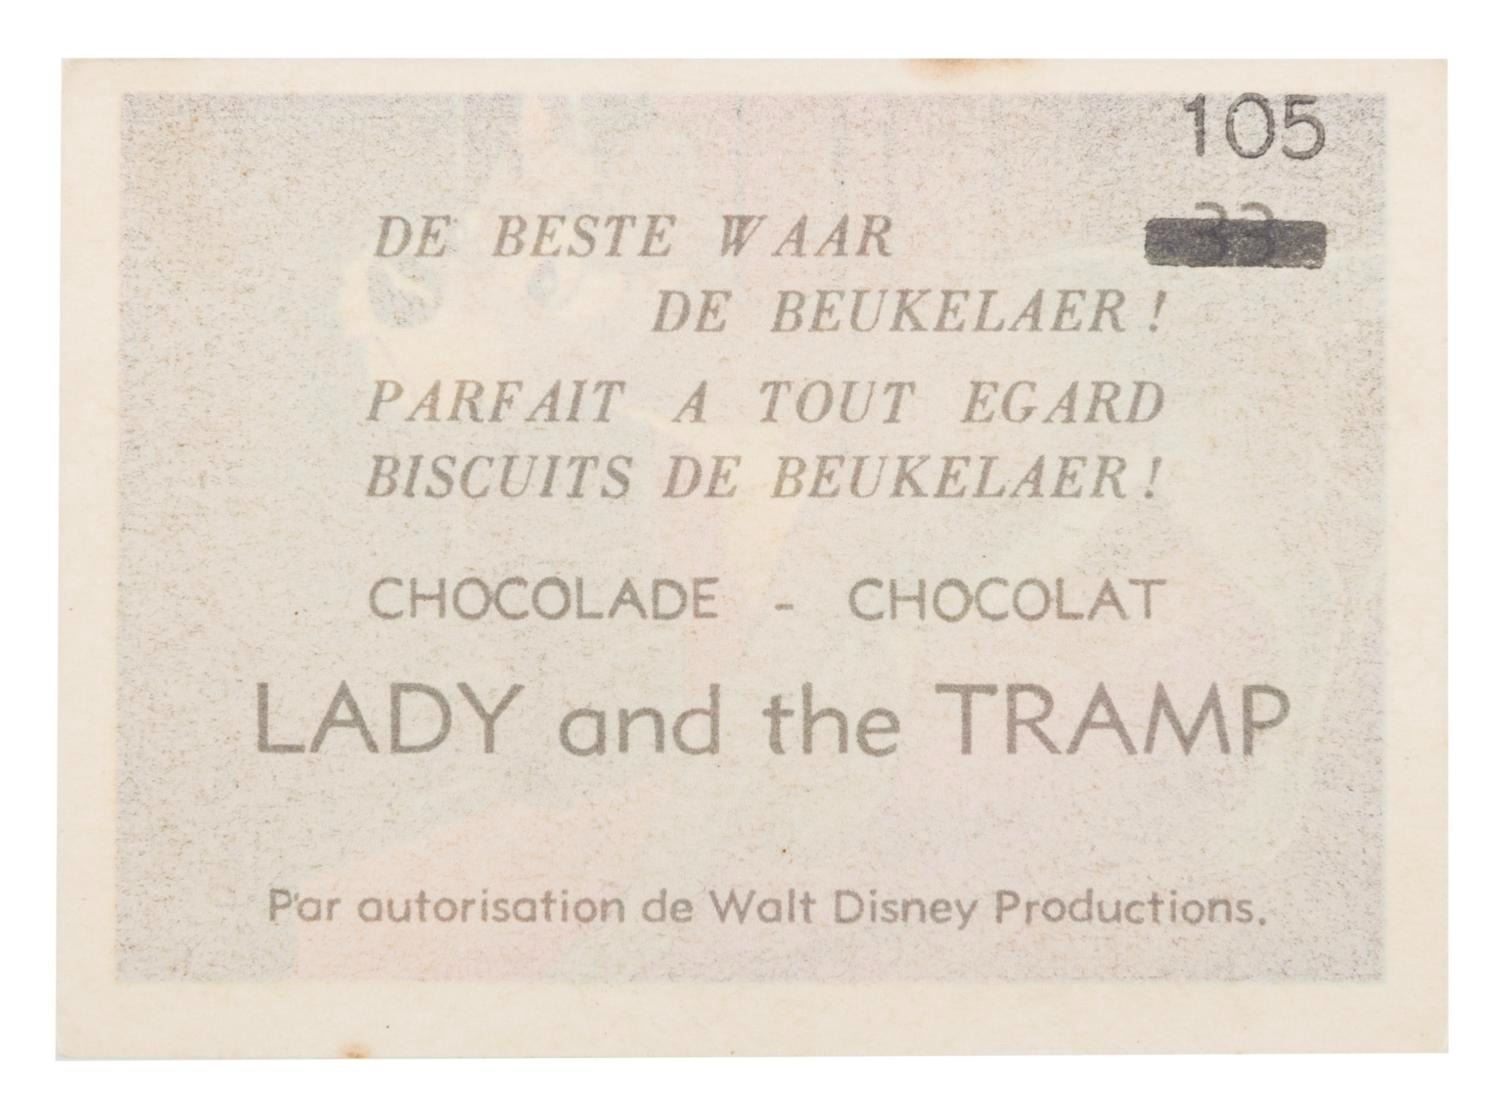 105
33
DE BESTE WAAR
DE BEUKELAER !
PARFAIT A TOUT EGARD
BISCUITS DE BEUKELAER !
CHOCOLADE - CHOCOLAT
LADY and the TRAMP
Par autorisation de Walt Disney Productions.